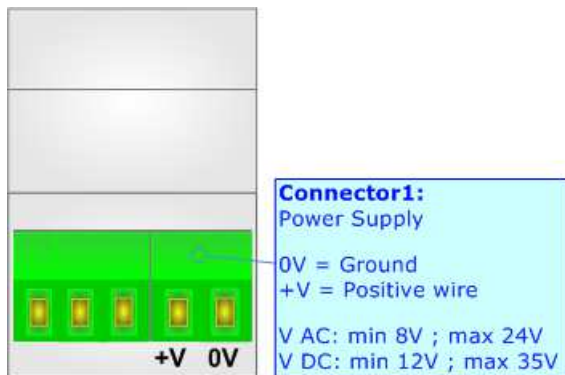 Connector1:
Power Supply
0V = Ground
+V = Positive wire
V AC: min 8V ; max 24V
V DC: min 12V ; max 35V
+V 0V